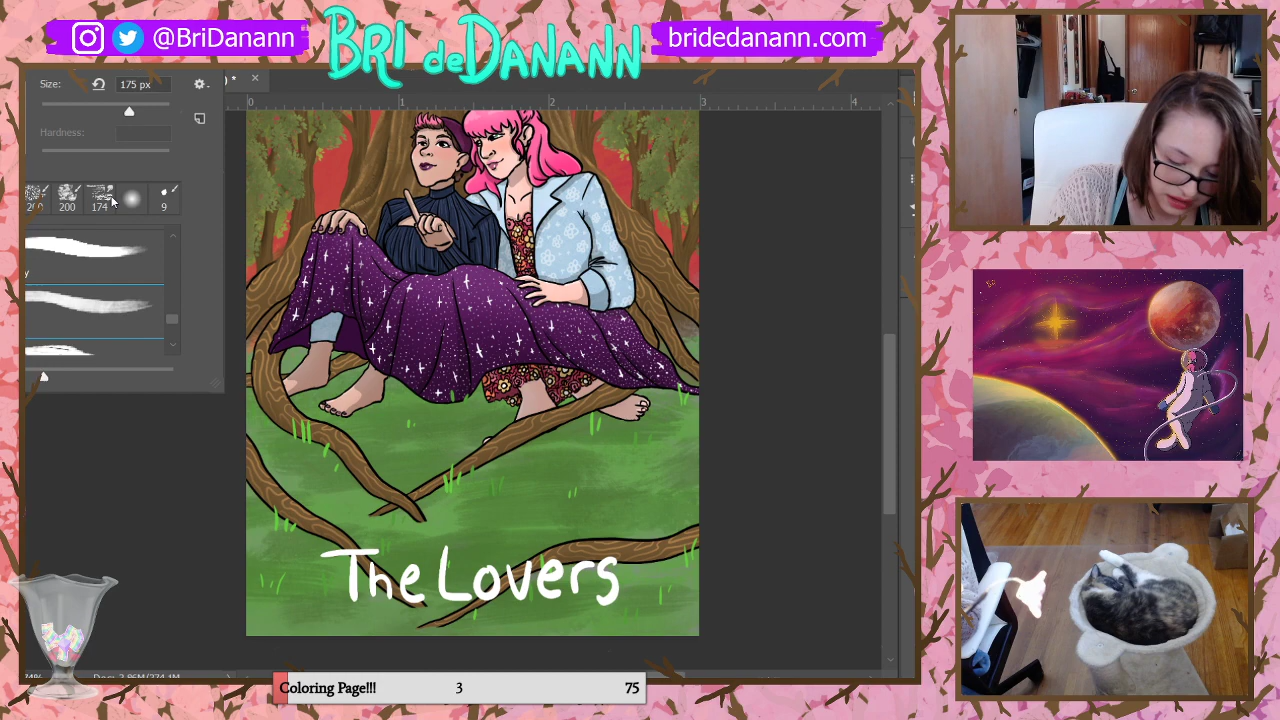 @BriDanann
BRI deDANANN
bridedanann.com
Size:
175 px
Hardness:
0 1 2 3 4
200
174
9
The Lovers
Coloring Page!!! 3 75